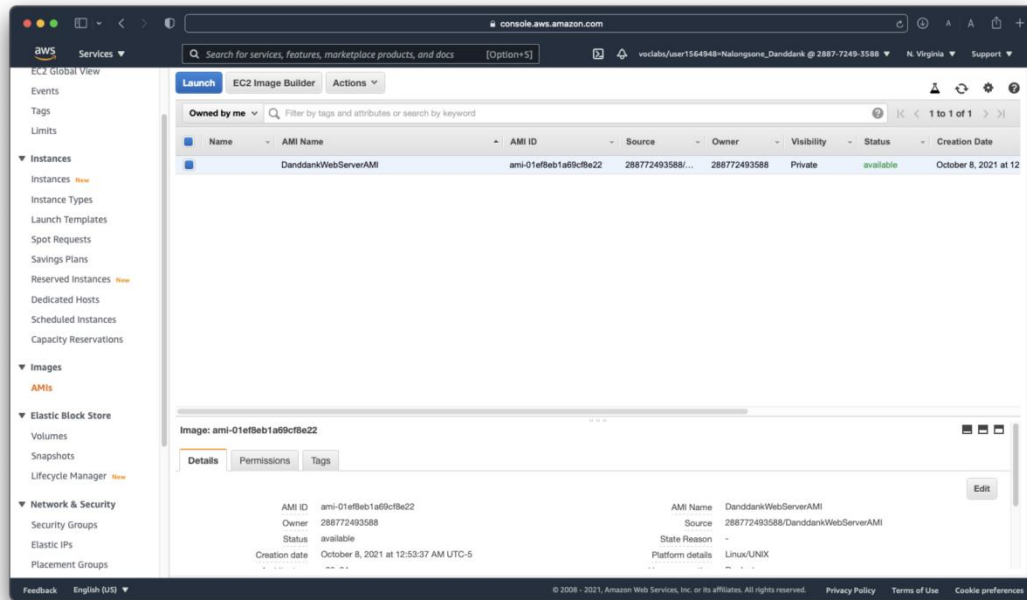 console.aws.amazon.com
aws
Services ▼
Search for services, features, marketplace products, and docs [Option+S]
voclabs/user1564948=Nalongsone_Danddank @ 2887-7249-3588 ▼
N. Virginia ▼
Support ▼
EC2 Global View
Events
Tags
Limits
Instances
Instances New
Instance Types
Launch Templates
Spot Requests
Savings Plans
Reserved Instances New
Dedicated Hosts
Scheduled Instances
Capacity Reservations
Images
AMIs
Elastic Block Store
Volumes
Snapshots
Lifecycle Manager New
Network & Security
Security Groups
Elastic IPs
Placement Groups
Launch
EC2 Image Builder
Actions
Owned by me
Filter by tags and attributes or search by keyword
1 to 1 of 1
Name AMI Name AMI ID Source Owner Visibility Status Creation Date
DanddankWebServerAMI ami-01ef8eb1a69cf8e22 288772493588/... 288772493588 Private available October 8, 2021 at 12
Image: ami-01ef8eb1a69cf8e22
Details Permissions Tags
Edit
AMI ID ami-01ef8eb1a69cf8e22 AMI Name DanddankWebServerAMI
Owner 288772493588 Source 288772493588/DanddankWebServerAMI
Status available State Reason -
Creation date October 8, 2021 at 12:53:37 AM UTC-5 Platform details Linux/UNIX
Feedback English (US) ▼ © 2008 - 2021, Amazon Web Services, Inc. or its affiliates. All rights reserved. Privacy Policy Terms of Use Cookie preferences